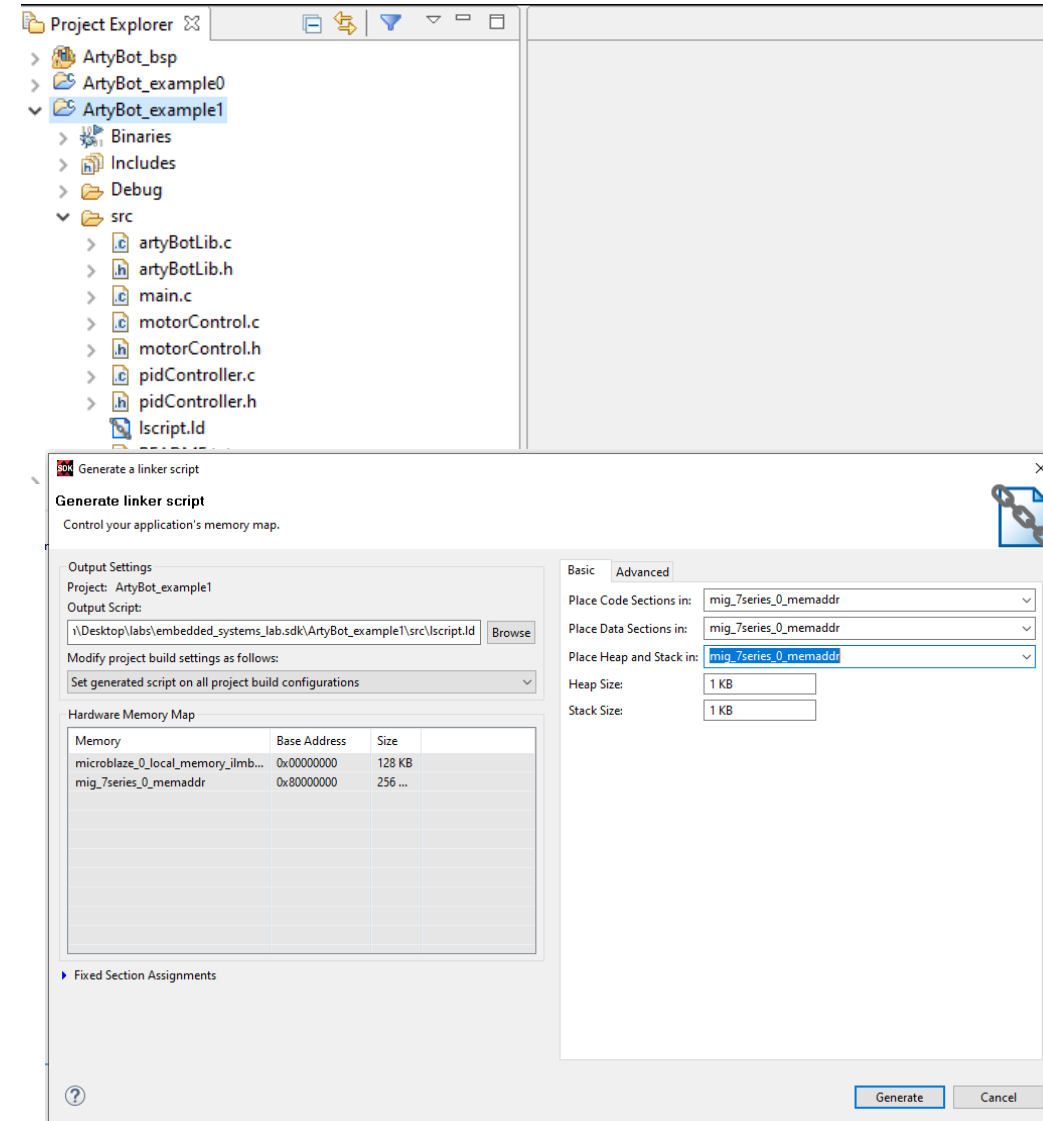 Project Explorer
ArtyBot_bsp
ArtyBot_example0
ArtyBot_example1
Binaries
Includes
Debug
src
artyBotLib.c
artyBotLib.h
main.c
motorControl.c
motorControl.h
pidController.c
pidController.h
lscript.ld
SDK Generate a linker script
Generate linker script
Control your application's memory map.
Output Settings
Project: ArtyBot_example1
Output Script:
\Desktop\labs\embedded_systems_lab.sdk\ArtyBot_example1\src\lscript.ld Browse
Modify project build settings as follows:
Set generated script on all project build configurations
Hardware Memory Map
Memory Base Address Size
microblaze_0_local_memory_ilmb... 0x00000000 128 KB
mig_7series_0_memaddr 0x80000000 256 ...
Fixed Section Assignments
Basic Advanced
Place Code Sections in: mig_7series_0_memaddr
Place Data Sections in: mig_7series_0_memaddr
Place Heap and Stack in: mig_7series_0_memaddr
Heap Size: 1 KB
Stack Size: 1 KB
Generate Cancel